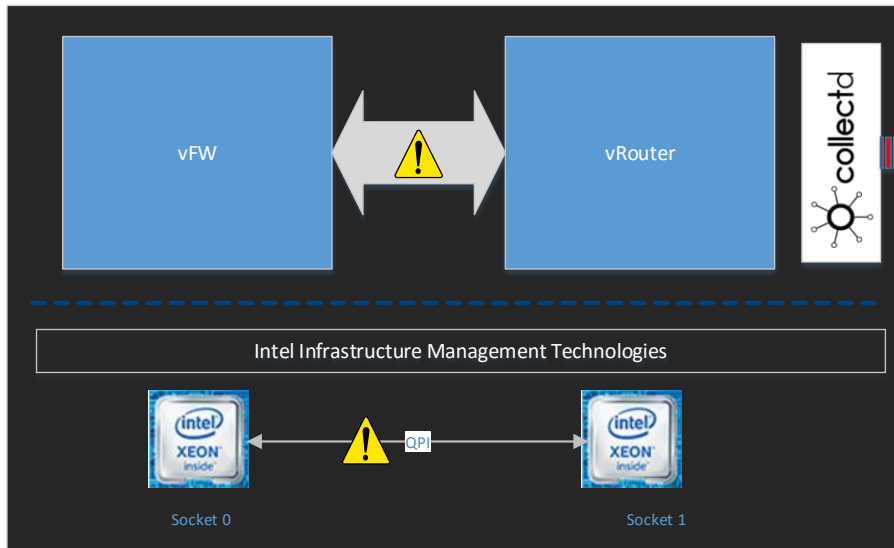 vFW
vRouter
collectd
Intel Infrastructure Management Technologies
intel
XEON
inside
QPI
intel
XEON
inside
Socket 0
Socket 1